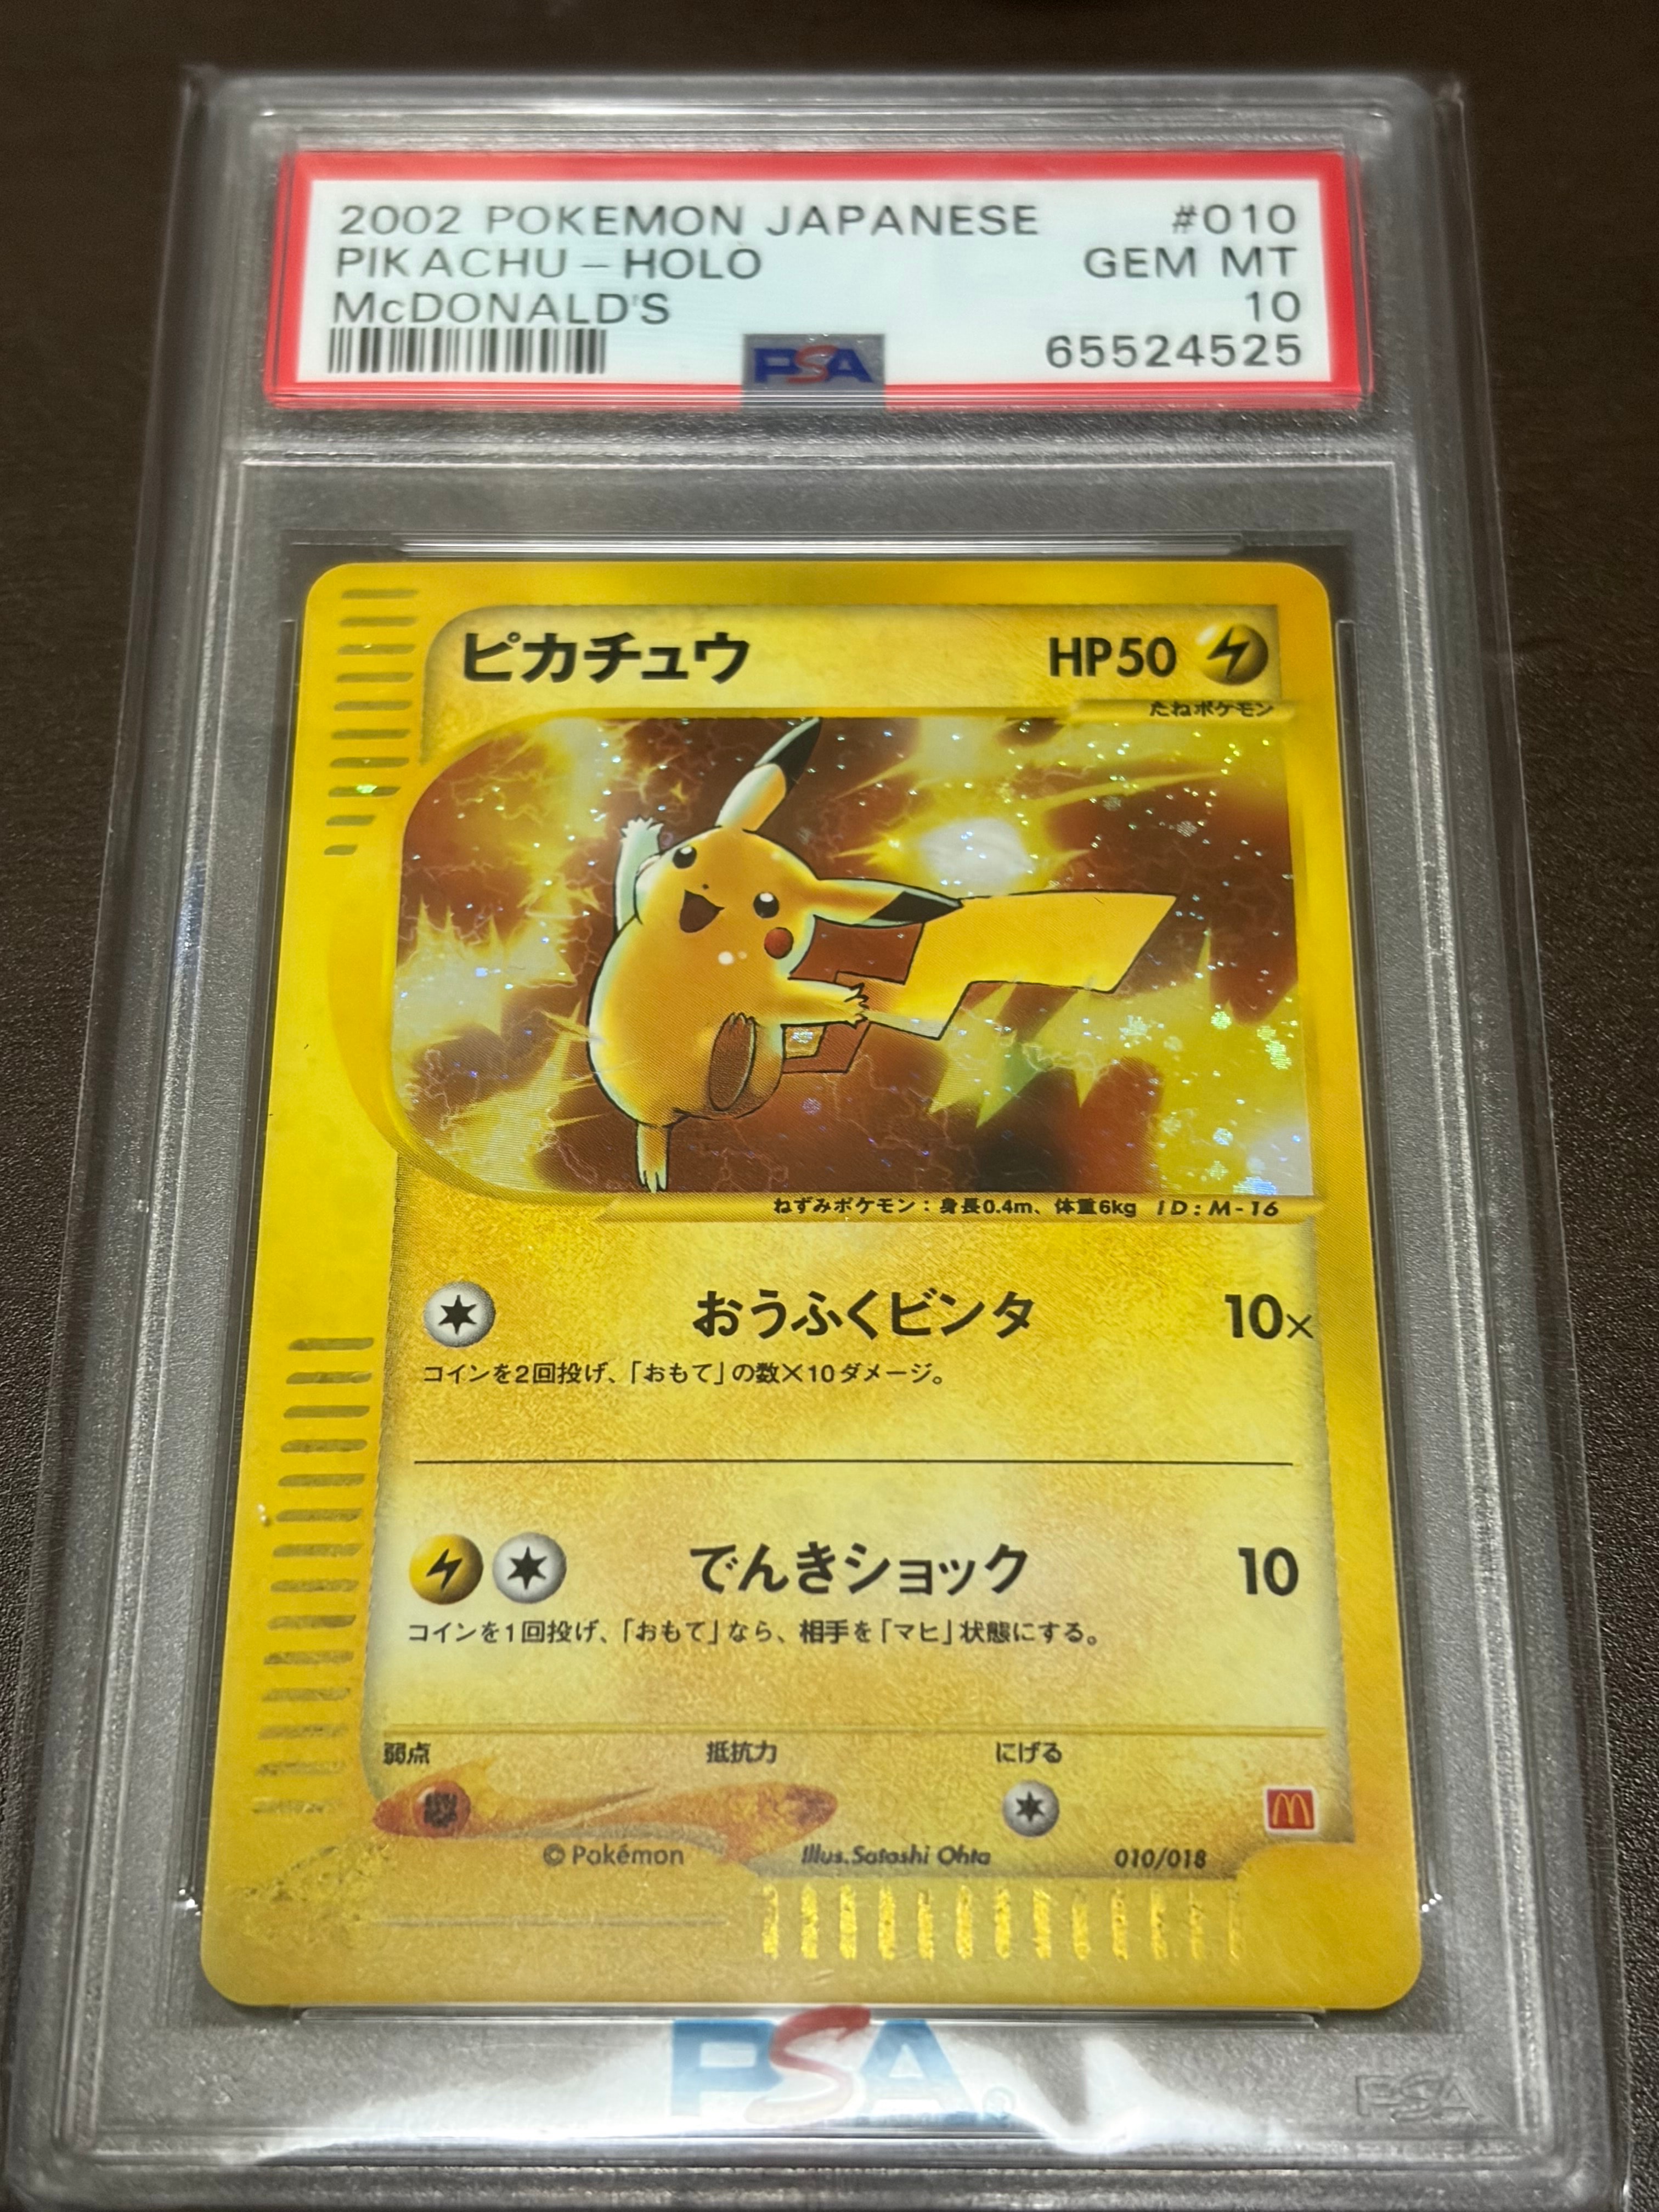 2002 POKEMON JAPANESE #010
PIKACHU - HOLO GEM MT
McDONALD'S 10
PSA 65524525
ピカチュウ HP50
たねポケモン
ねずみポケモン：身長0.4m、体重6kg ID:M-16
おうふくビンタ 10×
コインを2回投げ、「おもて」の数×10ダメージ。
でんきショック 10
コインを1回投げ、「おもて」なら、相手を「マヒ」状態にする。
弱点 抵抗力 にげる
©Pokémon Illus.Satoshi Ohta 010/018
PSA®
PSA